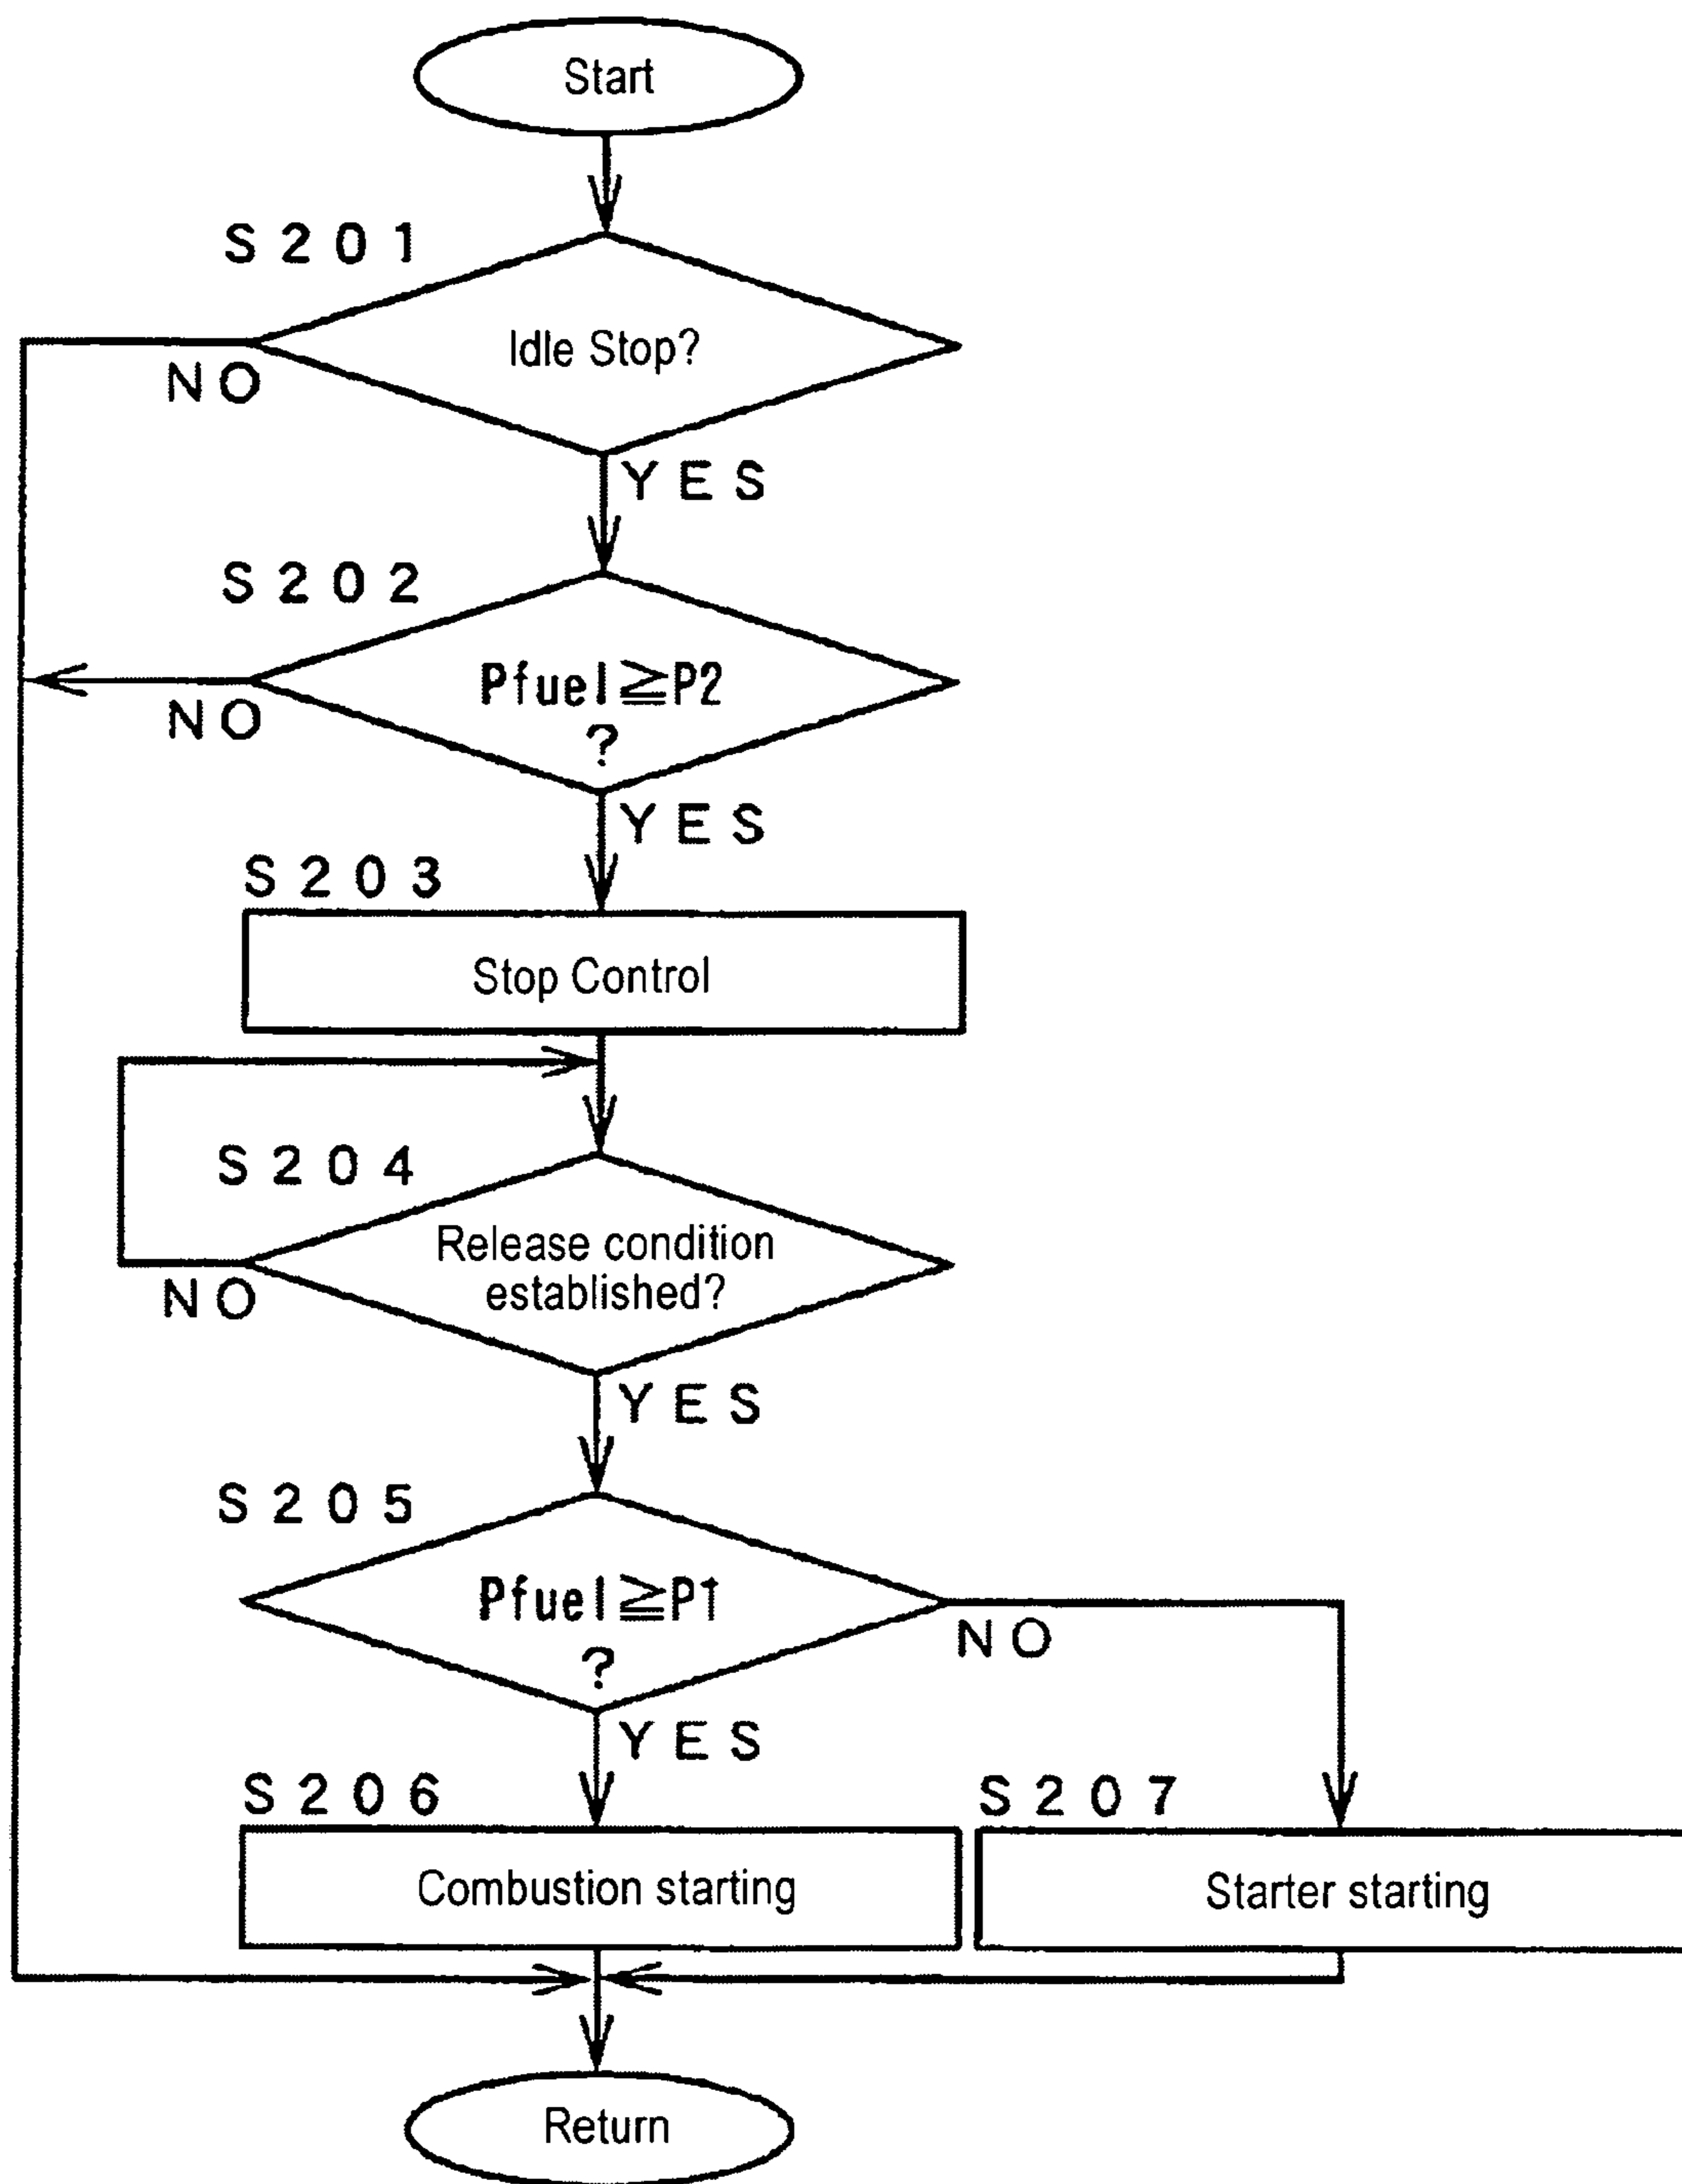 Start
S201
Idle Stop?
NO
YES
S202
Pfuel≧P2
?
NO
YES
S203
Stop Control
S204
Release condition
established?
NO
YES
S205
Pfuel≧P1
?
NO
YES
S206
Combustion starting
S207
Starter starting
Return